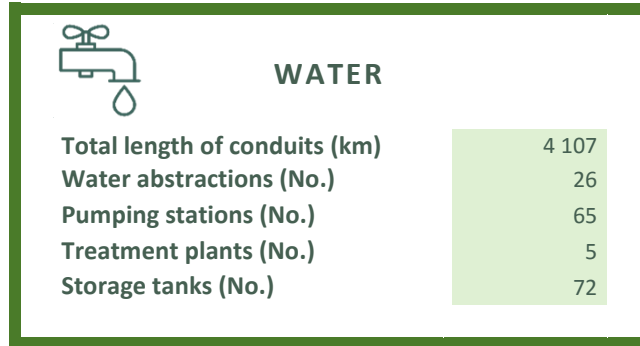 WATER
Total length of conduits (km) 4 107
Water abstractions (No.) 26
Pumping stations (No.) 65
Treatment plants (No.) 5
Storage tanks (No.) 72